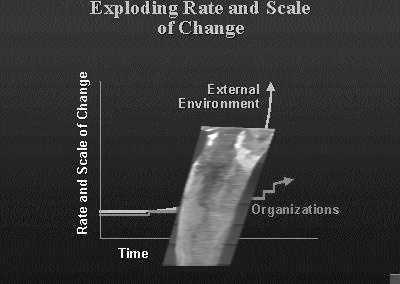 Exploding Rate and Scale
of Change
External
Environment
Rate and Scale of Change
Organizations
Time